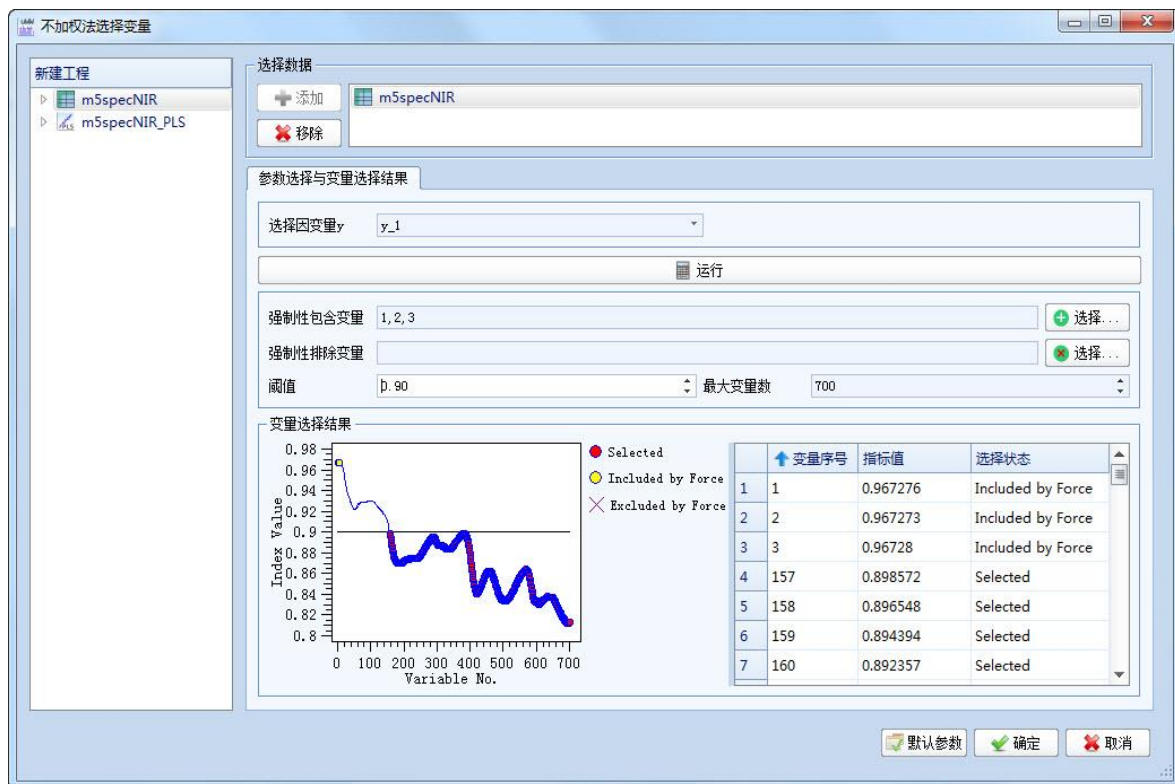 不加权法选择变量
新建工程
m5specNIR
m5specNIR_PLS
选择数据
添加
m5specNIR
移除
参数选择与变量选择结果
选择因变量y
y_1
运行
强制性包含变量
1,2,3
选择...
强制性排除变量
选择...
阈值
0.90
最大变量数
700
变量选择结果
0.98
0.96
0.94
0.92
0.9
0.88
0.86
0.84
0.82
0.8
Index Value
0 100 200 300 400 500 600 700
Variable No.
Selected
Included by Force
Excluded by Force
变量序号 指标值 选择状态
1 1 0.967276 Included by Force
2 2 0.967273 Included by Force
3 3 0.96728 Included by Force
4 157 0.898572 Selected
5 158 0.896548 Selected
6 159 0.894394 Selected
7 160 0.892357 Selected
默认参数
确定
取消